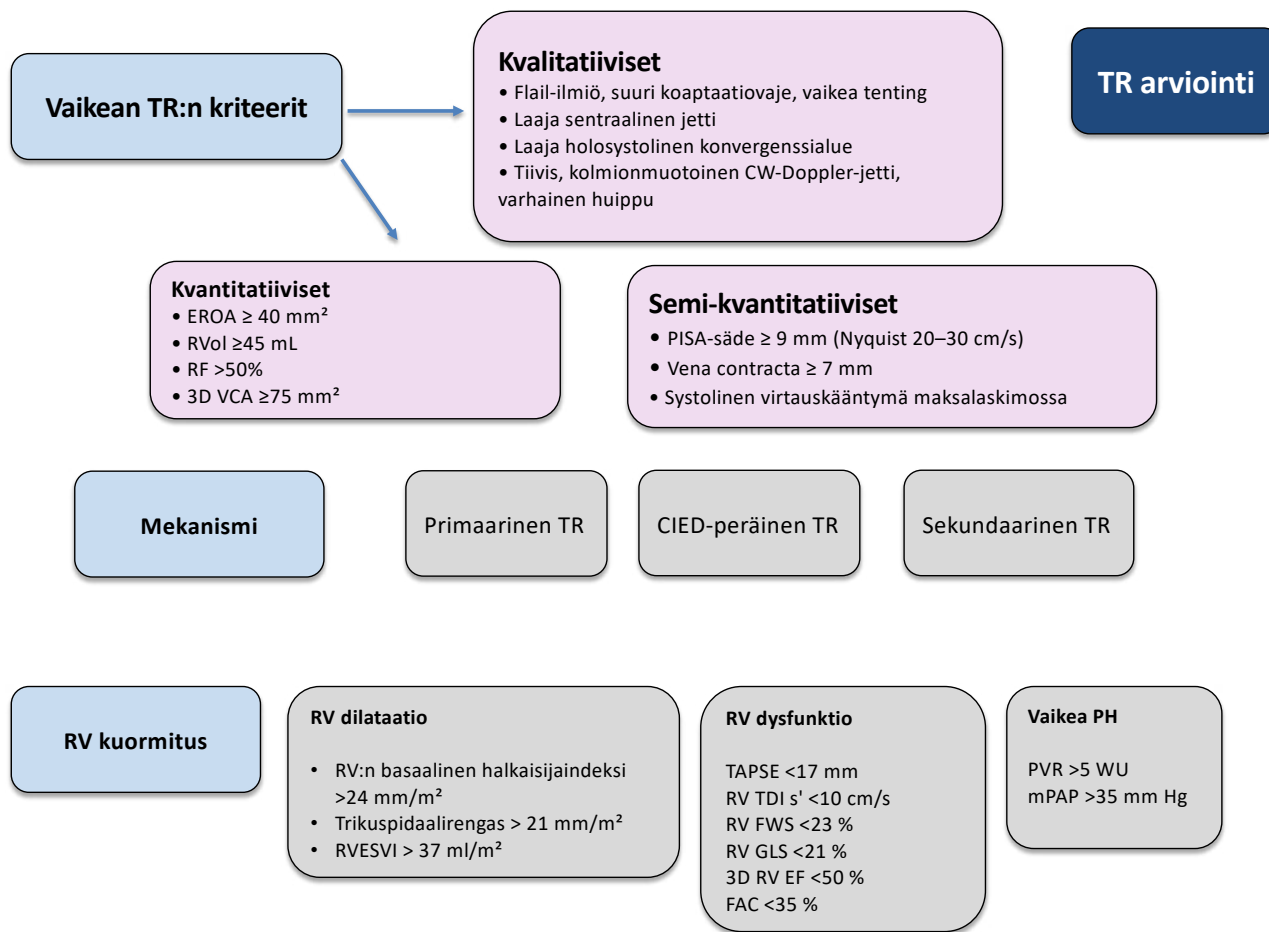 TR arviointi
Vaikean TR:n kriteerit
Kvalitatiiviset
• Flail-ilmiö, suuri koaptaatiovaje, vaikea tenting
• Laaja sentraalinen jetti
• Laaja holosystolinen konvergenssialue
• Tiivis, kolmionmuotoinen CW-Doppler-jetti,
varhainen huippu
Kvantitatiiviset
• EROA ≥ 40 mm²
• RVol ≥45 mL
• RF >50%
• 3D VCA ≥75 mm²
Semi-kvantitatiiviset
• PISA-säde ≥ 9 mm (Nyquist 20–30 cm/s)
• Vena contracta ≥ 7 mm
• Systolinen virtauskääntymä maksalaskimossa
Mekanismi
Primaarinen TR
CIED-peräinen TR
Sekundaarinen TR
RV kuormitus
RV dilataatio
• RV:n basaalinen halkaisijaindeksi
>24 mm/m²
• Trikuspidaalirengas > 21 mm/m²
• RVESVI > 37 ml/m²
RV dysfunktio
TAPSE <17 mm
RV TDI s' <10 cm/s
RV FWS <23 %
RV GLS <21 %
3D RV EF <50 %
FAC <35 %
Vaikea PH
PVR >5 WU
mPAP >35 mm Hg